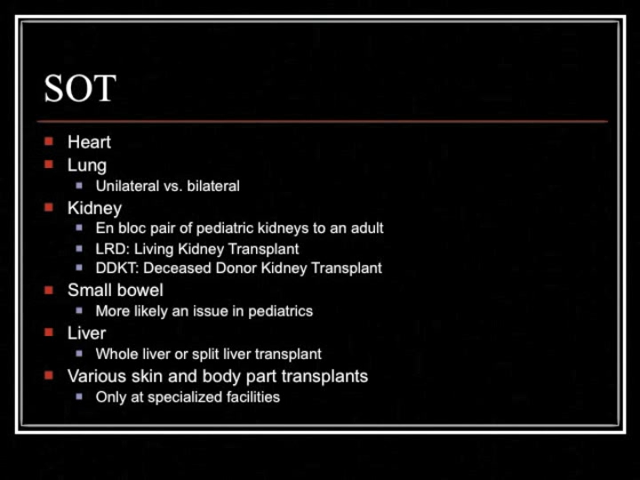 SOT
Heart
Lung
Unilateral vs. bilateral
Kidney
En bloc pair of pediatric kidneys to an adult
LRD: Living Kidney Transplant
DDKT: Deceased Donor Kidney Transplant
Small bowel
More likely an issue in pediatrics
Liver
Whole liver or split liver transplant
Various skin and body part transplants
Only at specialized facilities